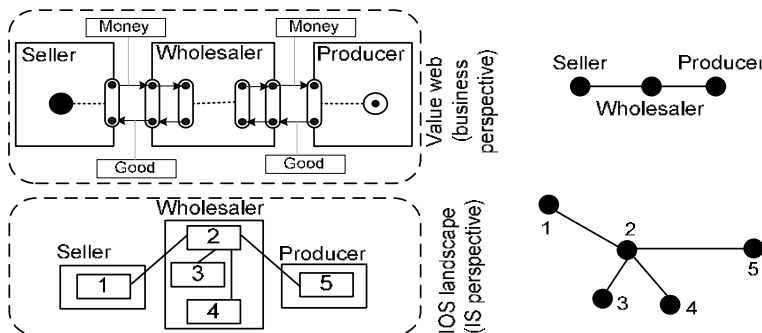 Money
Money
Seller
Wholesaler
Producer
Good
Good
Value web
(business
perspective)
Seller
Producer
Wholesaler
Wholesaler
Seller
2
Producer
3
1
5
4
IOS landscape
(IS perspective)
1
2
5
3
4